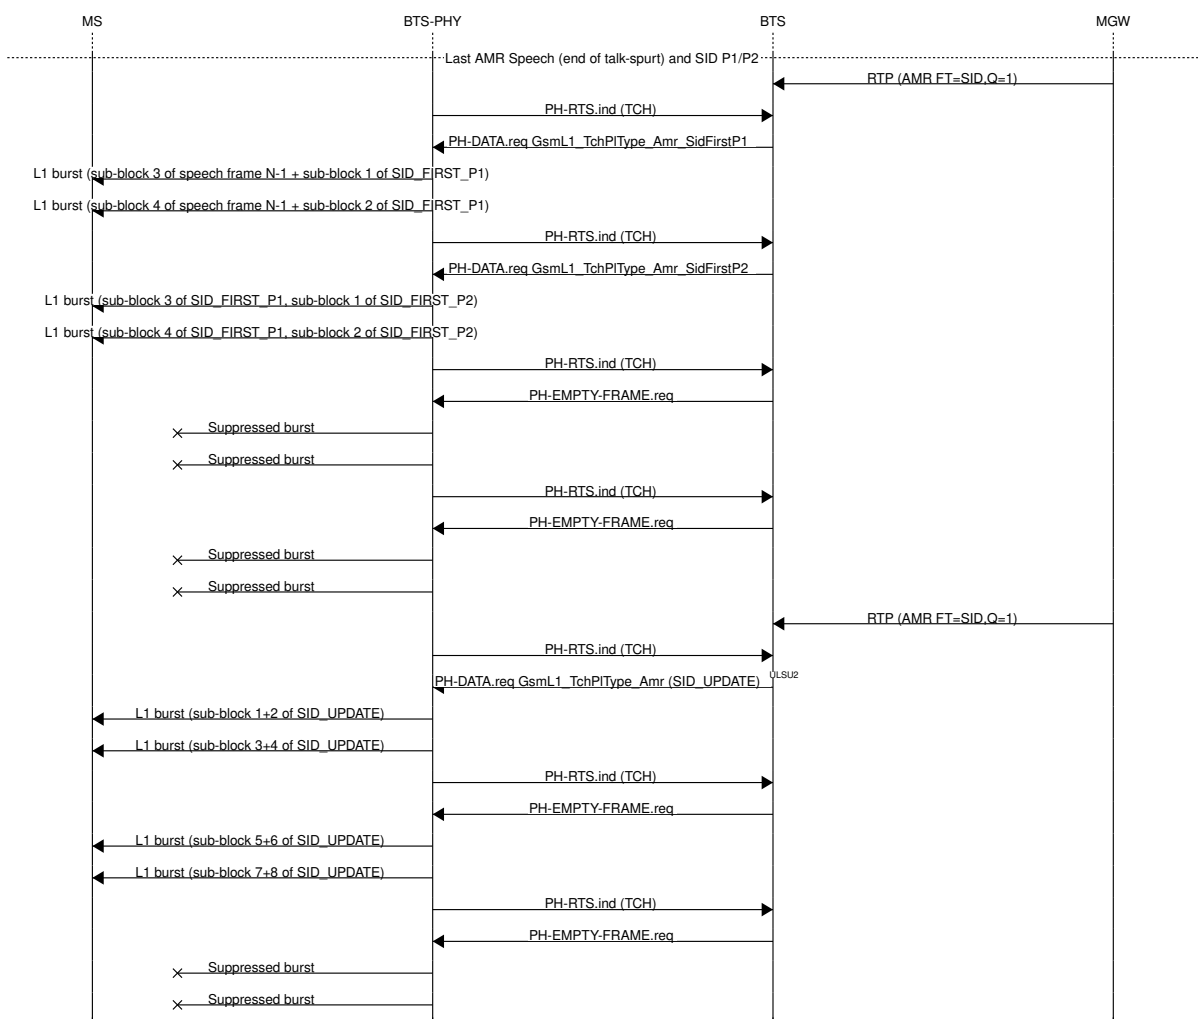 MS BTS-PHY BTS MGW
Last AMR Speech (end of talk-spurt) and SID P1/P2
RTP (AMR FT=SID,Q=1)
PH-RTS.ind (TCH)
PH-DATA.req GsmL1_TchPlType_Amr_SidFirstP1
L1 burst (sub-block 3 of speech frame N-1 + sub-block 1 of SID_FIRST_P1)
L1 burst (sub-block 4 of speech frame N-1 + sub-block 2 of SID_FIRST_P1)
PH-RTS.ind (TCH)
PH-DATA.req GsmL1_TchPlType_Amr_SidFirstP2
L1 burst (sub-block 3 of SID_FIRST_P1, sub-block 1 of SID_FIRST_P2)
L1 burst (sub-block 4 of SID_FIRST_P1, sub-block 2 of SID_FIRST_P2)
PH-RTS.ind (TCH)
PH-EMPTY-FRAME.req
Suppressed burst
Suppressed burst
PH-RTS.ind (TCH)
PH-EMPTY-FRAME.req
Suppressed burst
Suppressed burst
RTP (AMR FT=SID,Q=1)
PH-RTS.ind (TCH)
PH-DATA.req GsmL1_TchPlType_Amr (SID_UPDATE) ULSU2
L1 burst (sub-block 1+2 of SID_UPDATE)
L1 burst (sub-block 3+4 of SID_UPDATE)
PH-RTS.ind (TCH)
PH-EMPTY-FRAME.req
L1 burst (sub-block 5+6 of SID_UPDATE)
L1 burst (sub-block 7+8 of SID_UPDATE)
PH-RTS.ind (TCH)
PH-EMPTY-FRAME.req
Suppressed burst
Suppressed burst